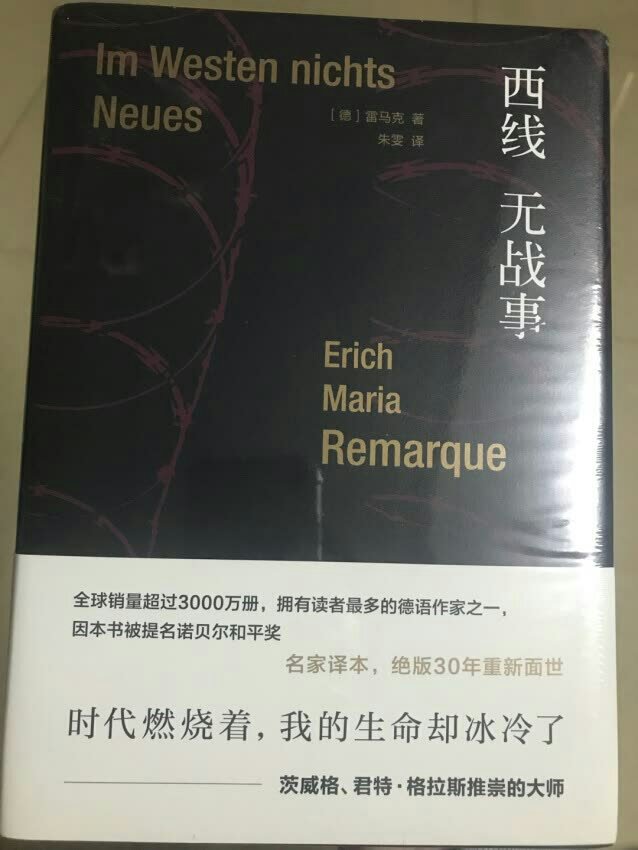 Im Westen nichts
Neues
[德]雷马克 著
朱雯 译
西线 无战事
Erich
Maria
Remarque
全球销量超过3000万册，拥有读者最多的德语作家之一，
因本书被提名诺贝尔和平奖
名家译本，绝版30年重新面世
时代燃烧着，我的生命却冰冷了
——茨威格、君特·格拉斯推崇的大师